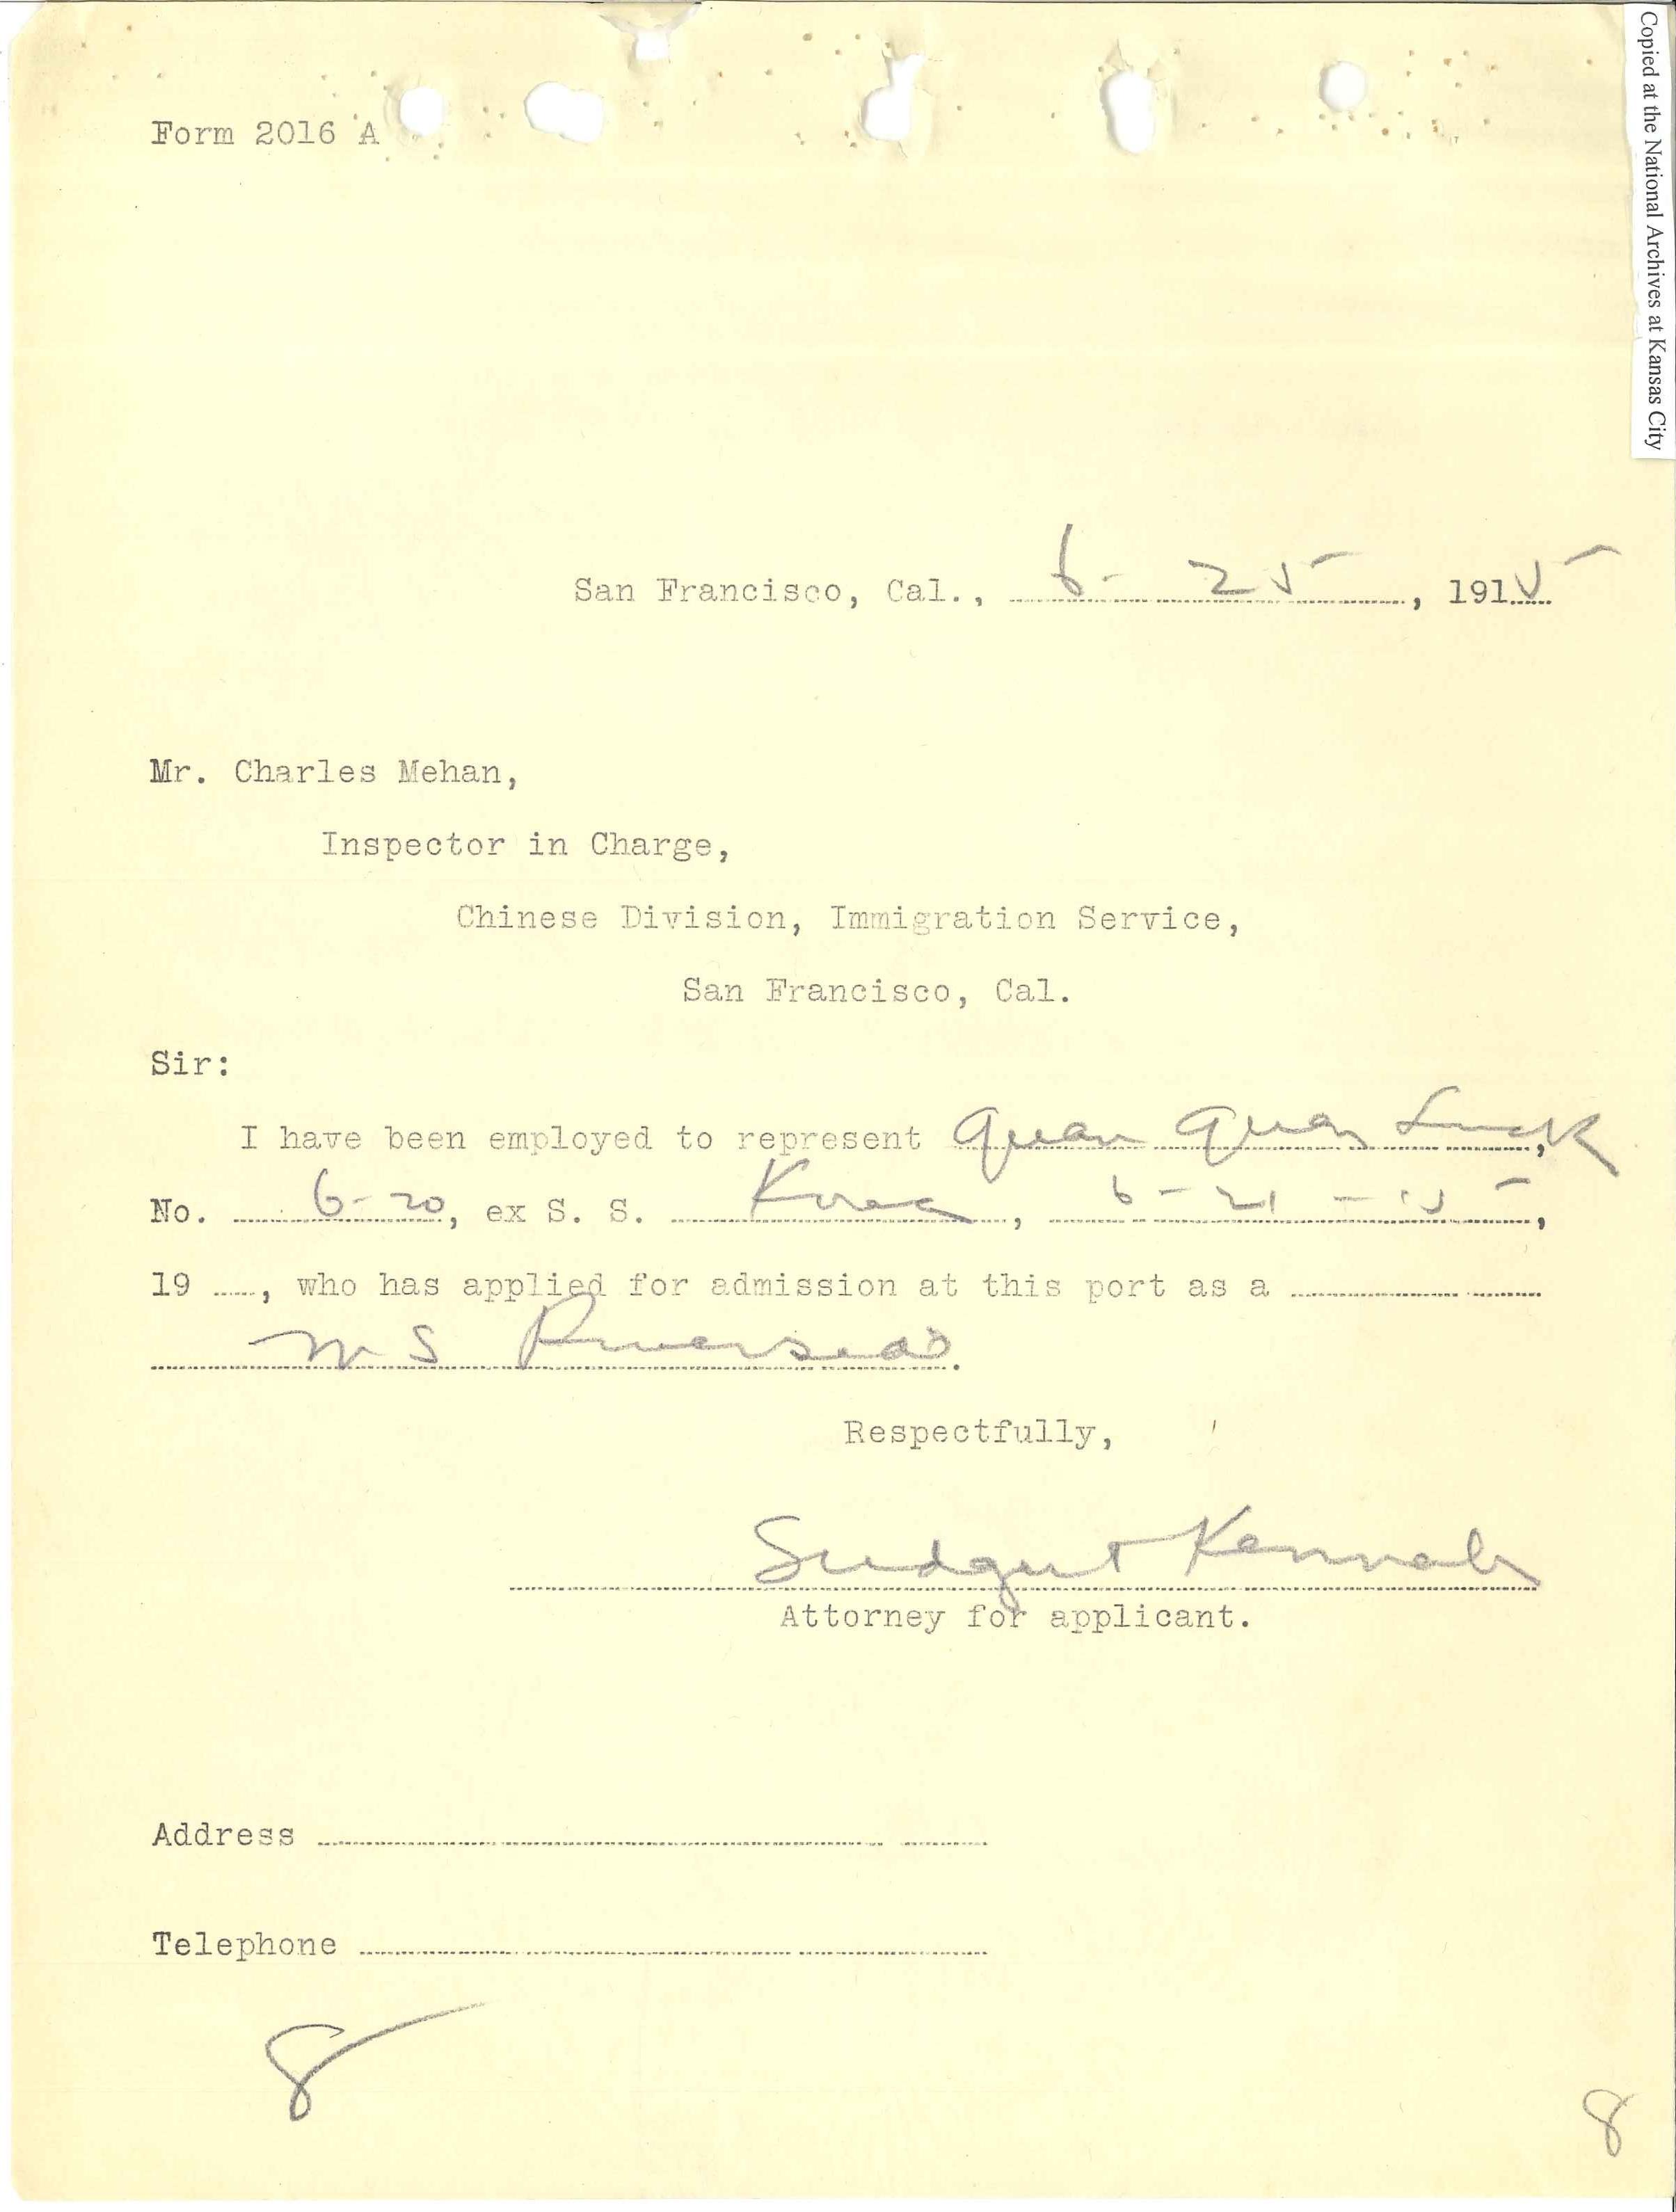 Copied at the National Archives at Kansas City
Form 2016 A
San Francisco, Cal., 6-25, 1915
Mr. Charles Mehan,
Inspector in Charge,
Chinese Division, Immigration Service,
San Francisco, Cal.
Sir:
I have been employed to represent Quan Quan Luck,
No. 6-20, ex S. S. Korea, 6-21-15,
19 ...., who has applied for admission at this port as a
Respectfully,
Attorney for applicant.
Address
Telephone
8
8